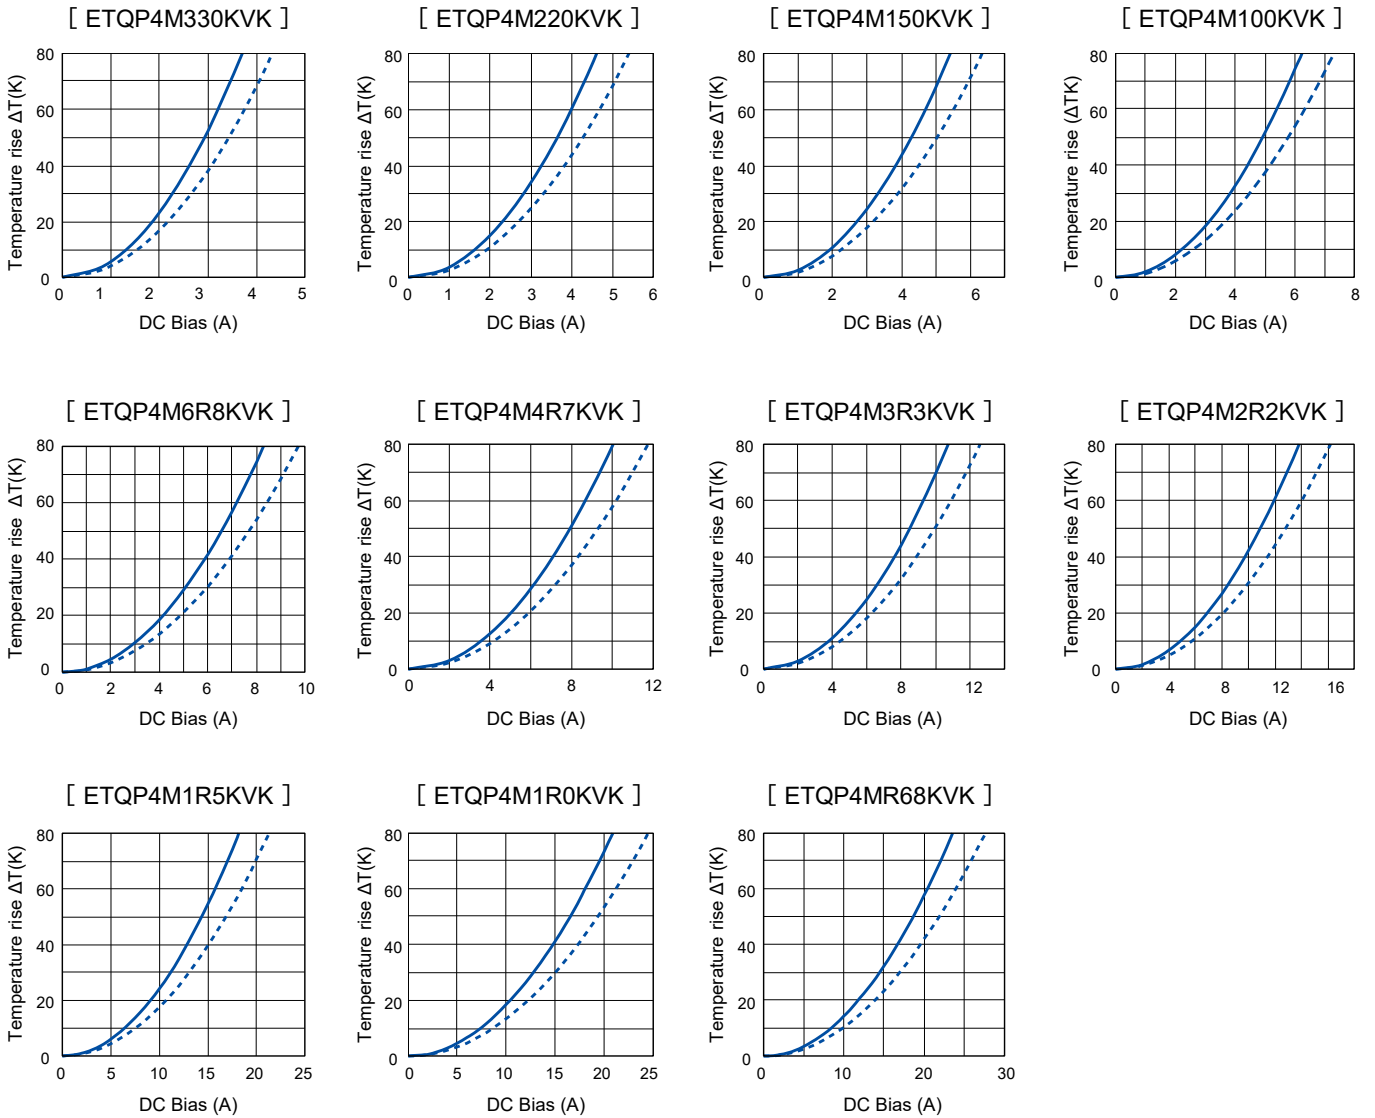 [ ETQP4M330KVK ]
80
60
40
20
0
0 1 2 3 4 5
Temperature rise ΔT(K)
DC Bias (A)
[ ETQP4M220KVK ]
80
60
40
20
0
0 1 2 3 4 5 6
Temperature rise ΔT(K)
DC Bias (A)
[ ETQP4M150KVK ]
80
60
40
20
0
0 2 4 6
Temperature rise ΔT(K)
DC Bias (A)
[ ETQP4M100KVK ]
80
60
40
20
0
0 2 4 6 8
Temperature rise (ΔTK)
DC Bias (A)
[ ETQP4M6R8KVK ]
80
60
40
20
0
0 2 4 6 8 10
Temperature rise ΔT(K)
DC Bias (A)
[ ETQP4M4R7KVK ]
80
60
40
20
0
0 4 8 12
Temperature rise ΔT(K)
DC Bias (A)
[ ETQP4M3R3KVK ]
80
60
40
20
0
0 4 8 12
Temperature rise ΔT(K)
DC Bias (A)
[ ETQP4M2R2KVK ]
80
60
40
20
0
0 4 8 12 16
Temperature rise ΔT(K)
DC Bias (A)
[ ETQP4M1R5KVK ]
80
60
40
20
0
0 5 10 15 20 25
Temperature rise ΔT(K)
DC Bias (A)
[ ETQP4M1R0KVK ]
80
60
40
20
0
0 5 10 15 20 25
Temperature rise ΔT(K)
DC Bias (A)
[ ETQP4MR68KVK ]
80
60
40
20
0
0 10 20 30
Temperature rise ΔT(K)
DC Bias (A)